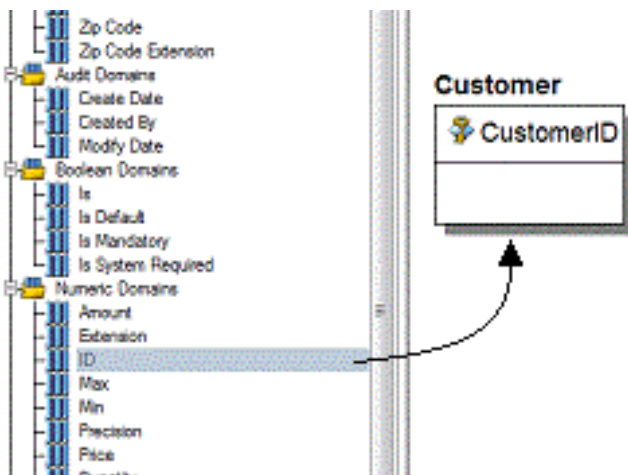 Zip Code
Zip Code Extension
Audit Domains
Create Date
Created By
Modify Date
Boolean Domains
Is
Is Default
Is Mandatory
Is System Required
Numeric Domains
Amount
Extension
ID
Max
Min
Precision
Price
Customer
CustomerID